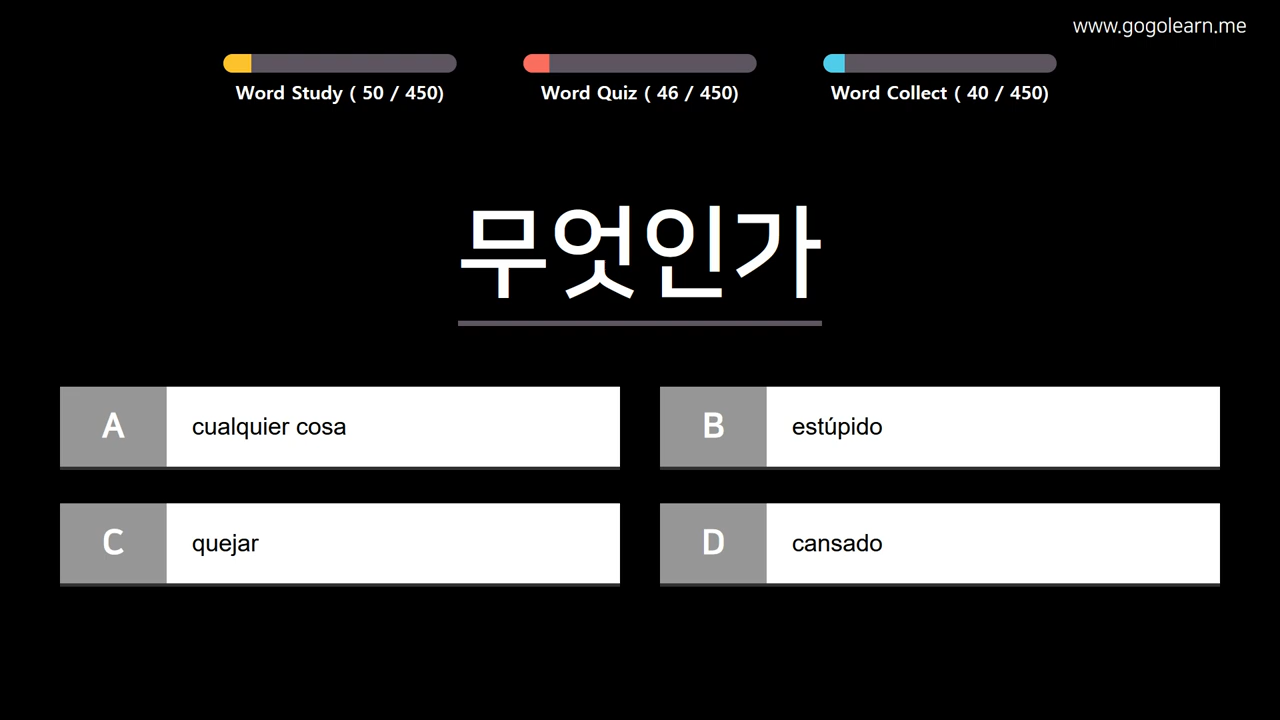 www.gogolearn.me
Word Study ( 50 / 450)
Word Quiz ( 46 / 450)
Word Collect ( 40 / 450)
무엇인가
A cualquier cosa
B estúpido
C quejar
D cansado